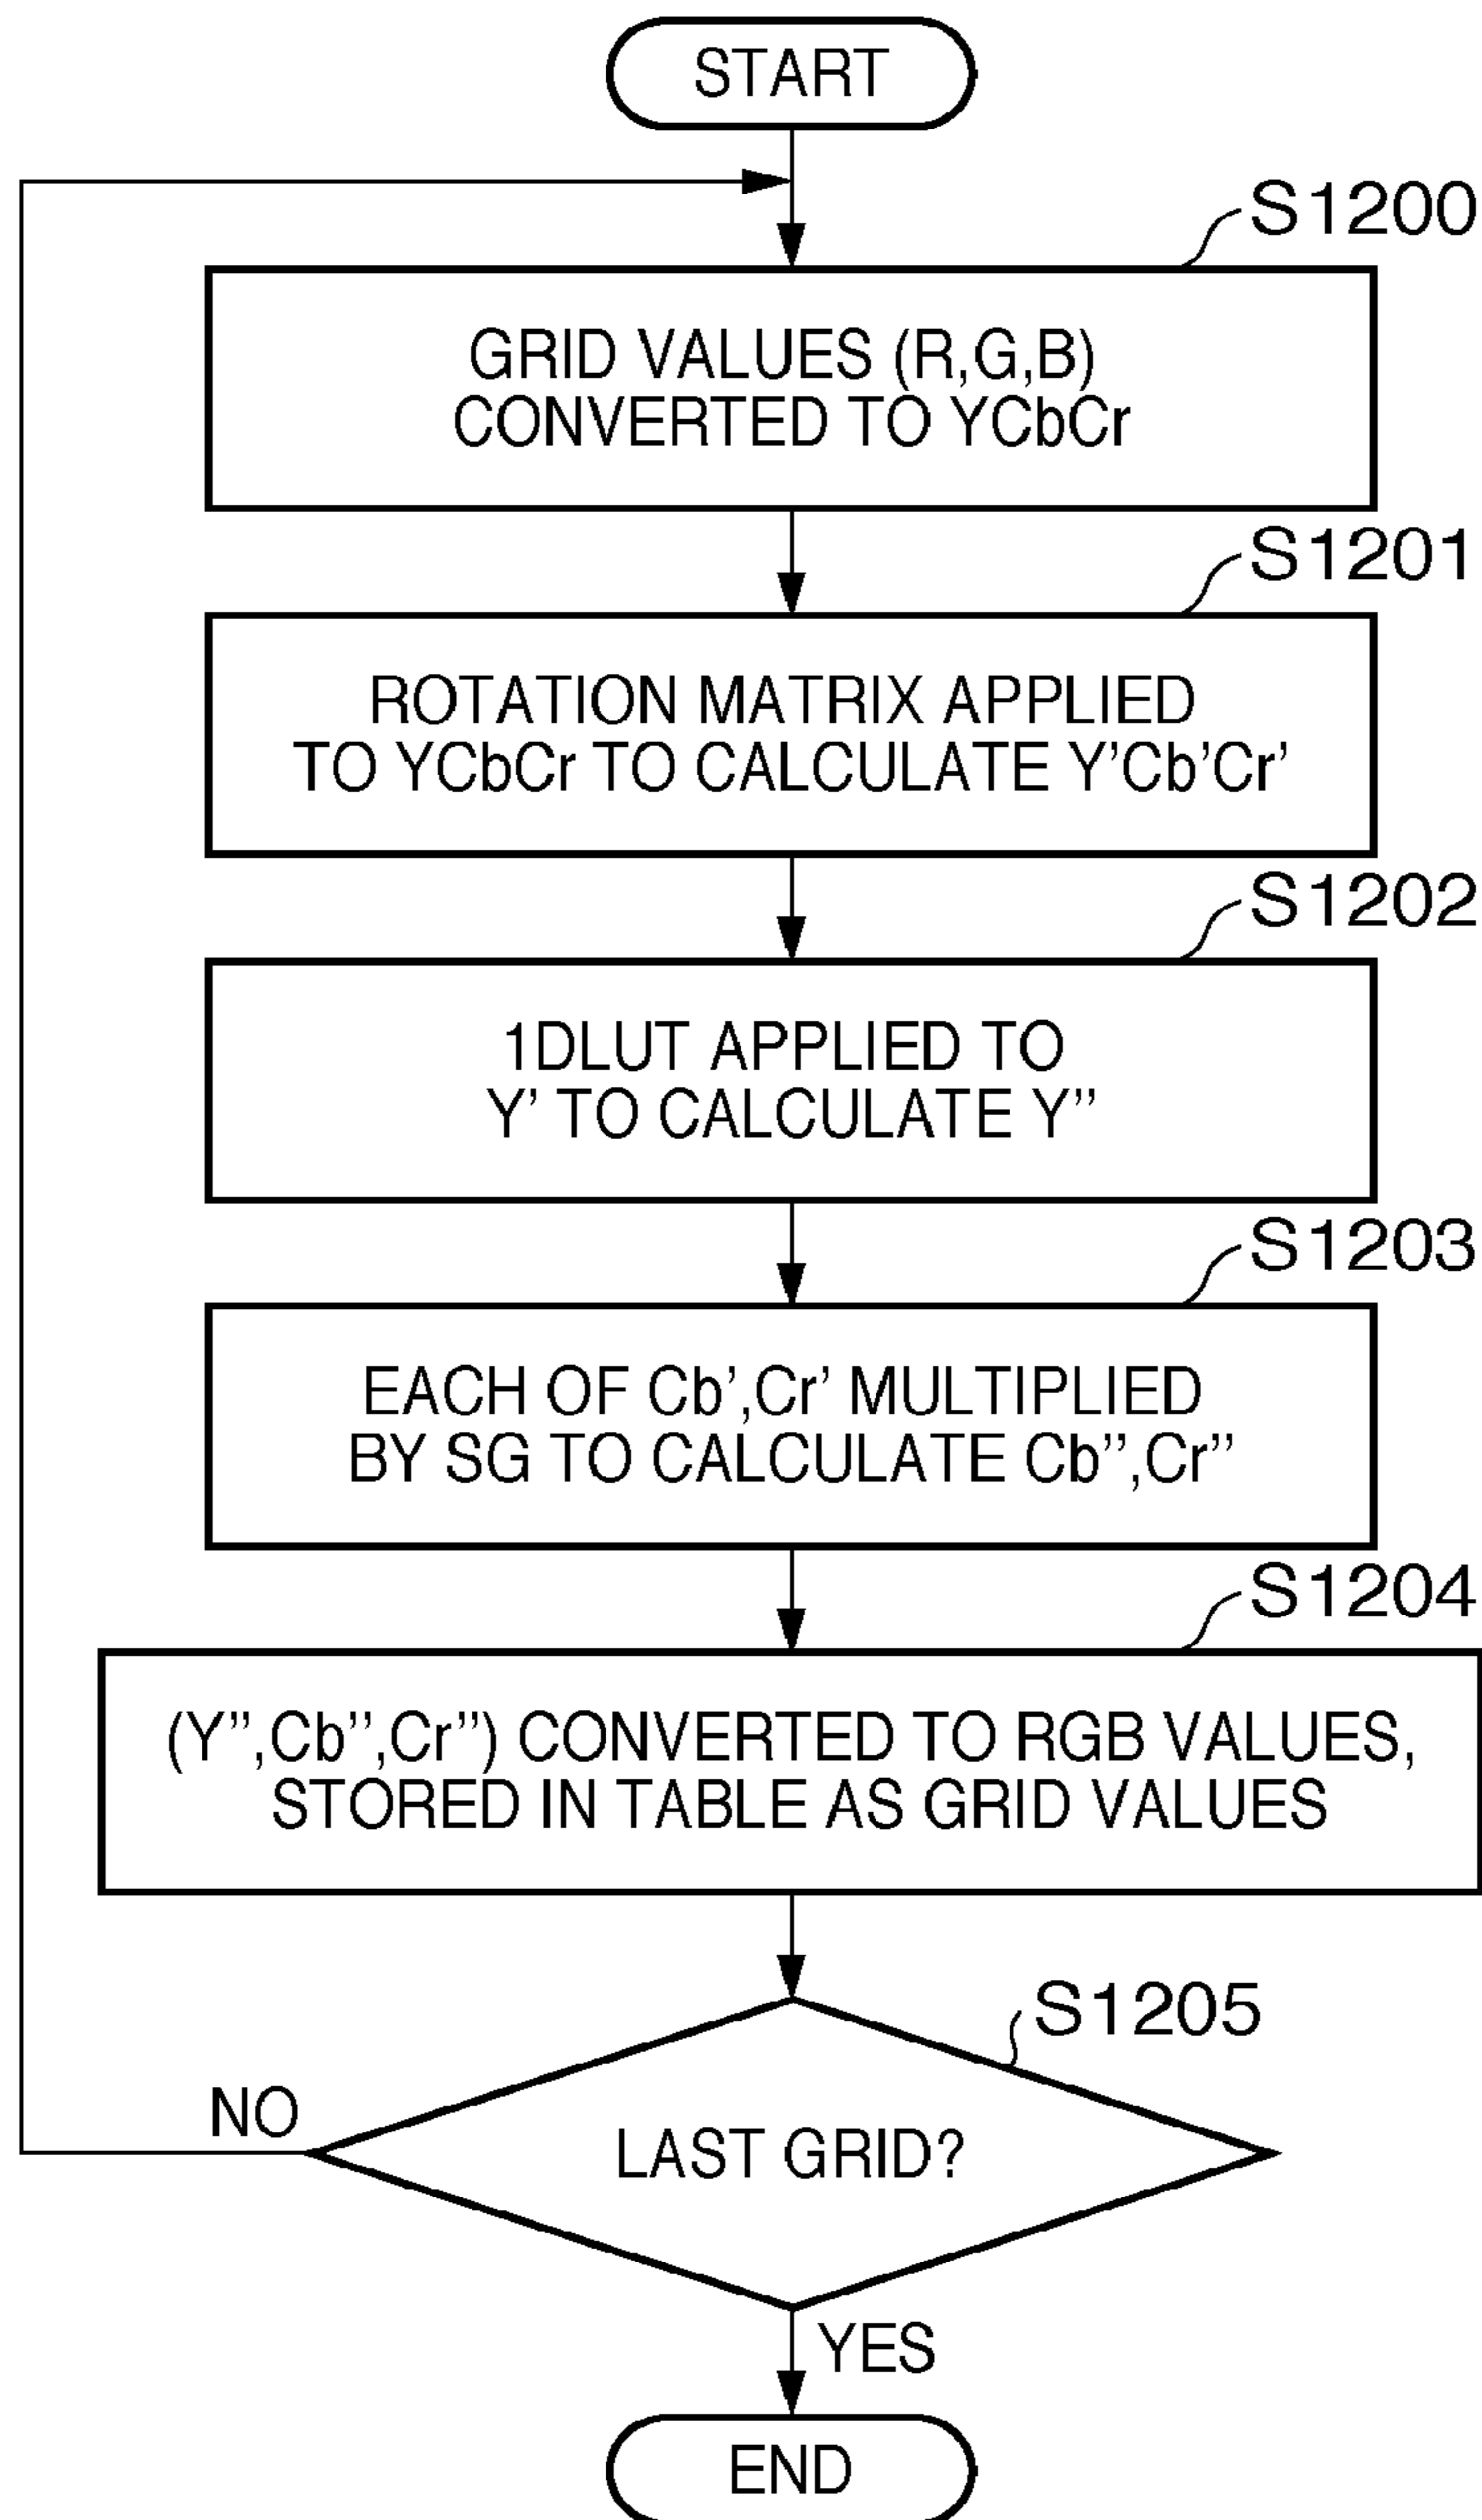 START
S1200
GRID VALUES (R,G,B)
CONVERTED TO YCbCr
S1201
ROTATION MATRIX APPLIED
TO YCbCr TO CALCULATE Y’Cb’Cr’
S1202
1DLUT APPLIED TO
Y’ TO CALCULATE Y’’
S1203
EACH OF Cb’,Cr’ MULTIPLIED
BY SG TO CALCULATE Cb’’,Cr’’
S1204
(Y’’,Cb’’,Cr’’) CONVERTED TO RGB VALUES,
STORED IN TABLE AS GRID VALUES
S1205
NO
LAST GRID?
YES
END